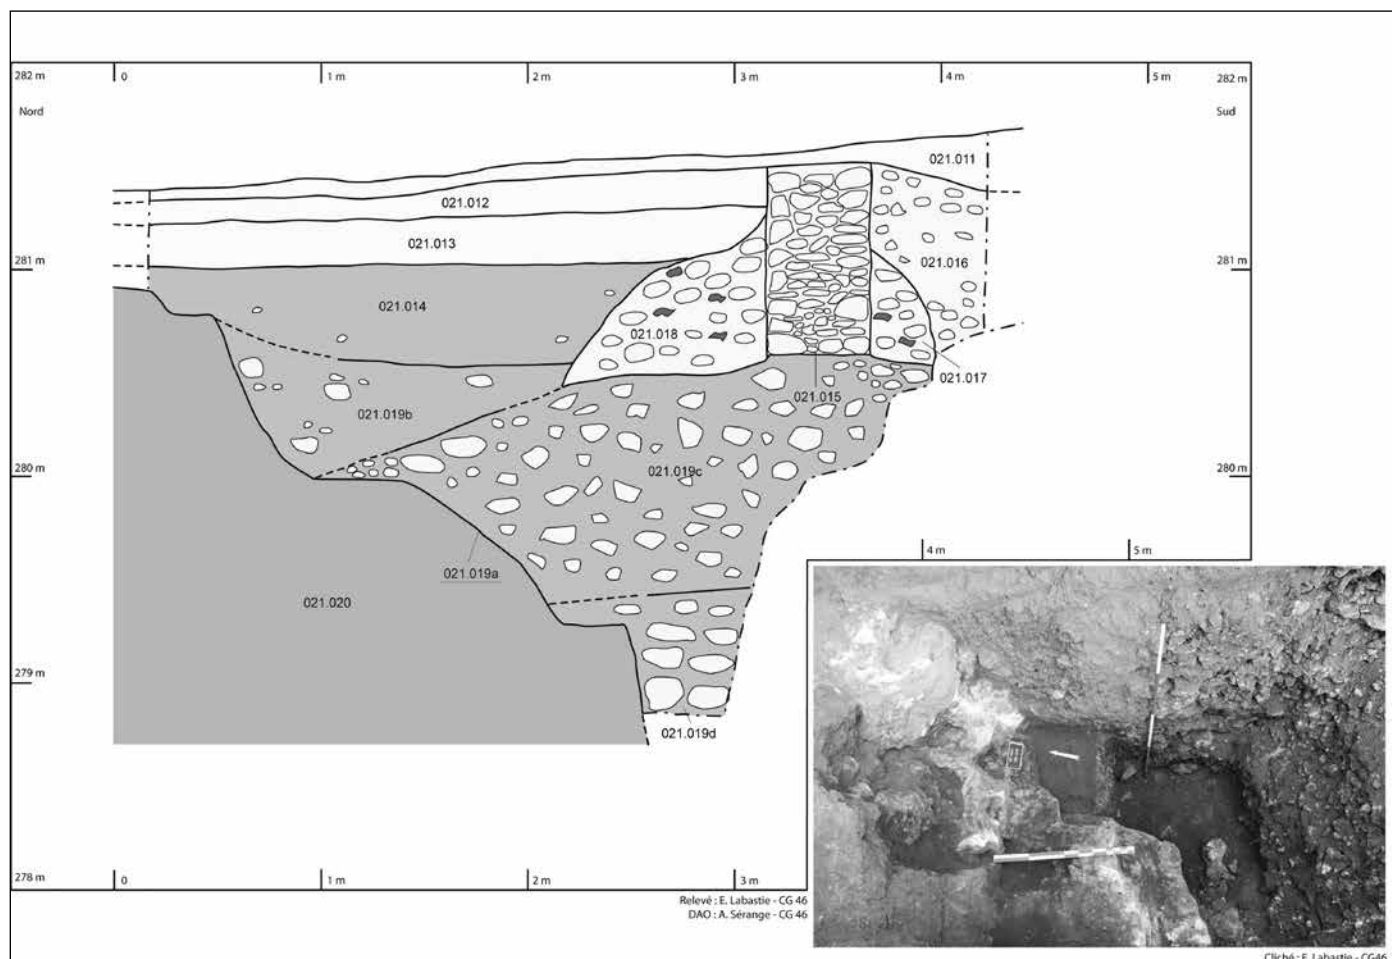 282 m 0 1 m 2 m 3 m 4 m 5 m 282 m
Nord Sud
021.011
021.012
021.013
021.016
281 m 281 m
021.014
021.018
021.017
021.015
021.019b
021.019c
280 m 280 m
4 m 5 m
021.019a
021.020
279 m
021.019d
278 m 0 1 m 2 m 3 m
Relevé : E. Labastie - CG 46
DAO : A. Sérange - CG 46
Cliché : E. Labastie - CG46